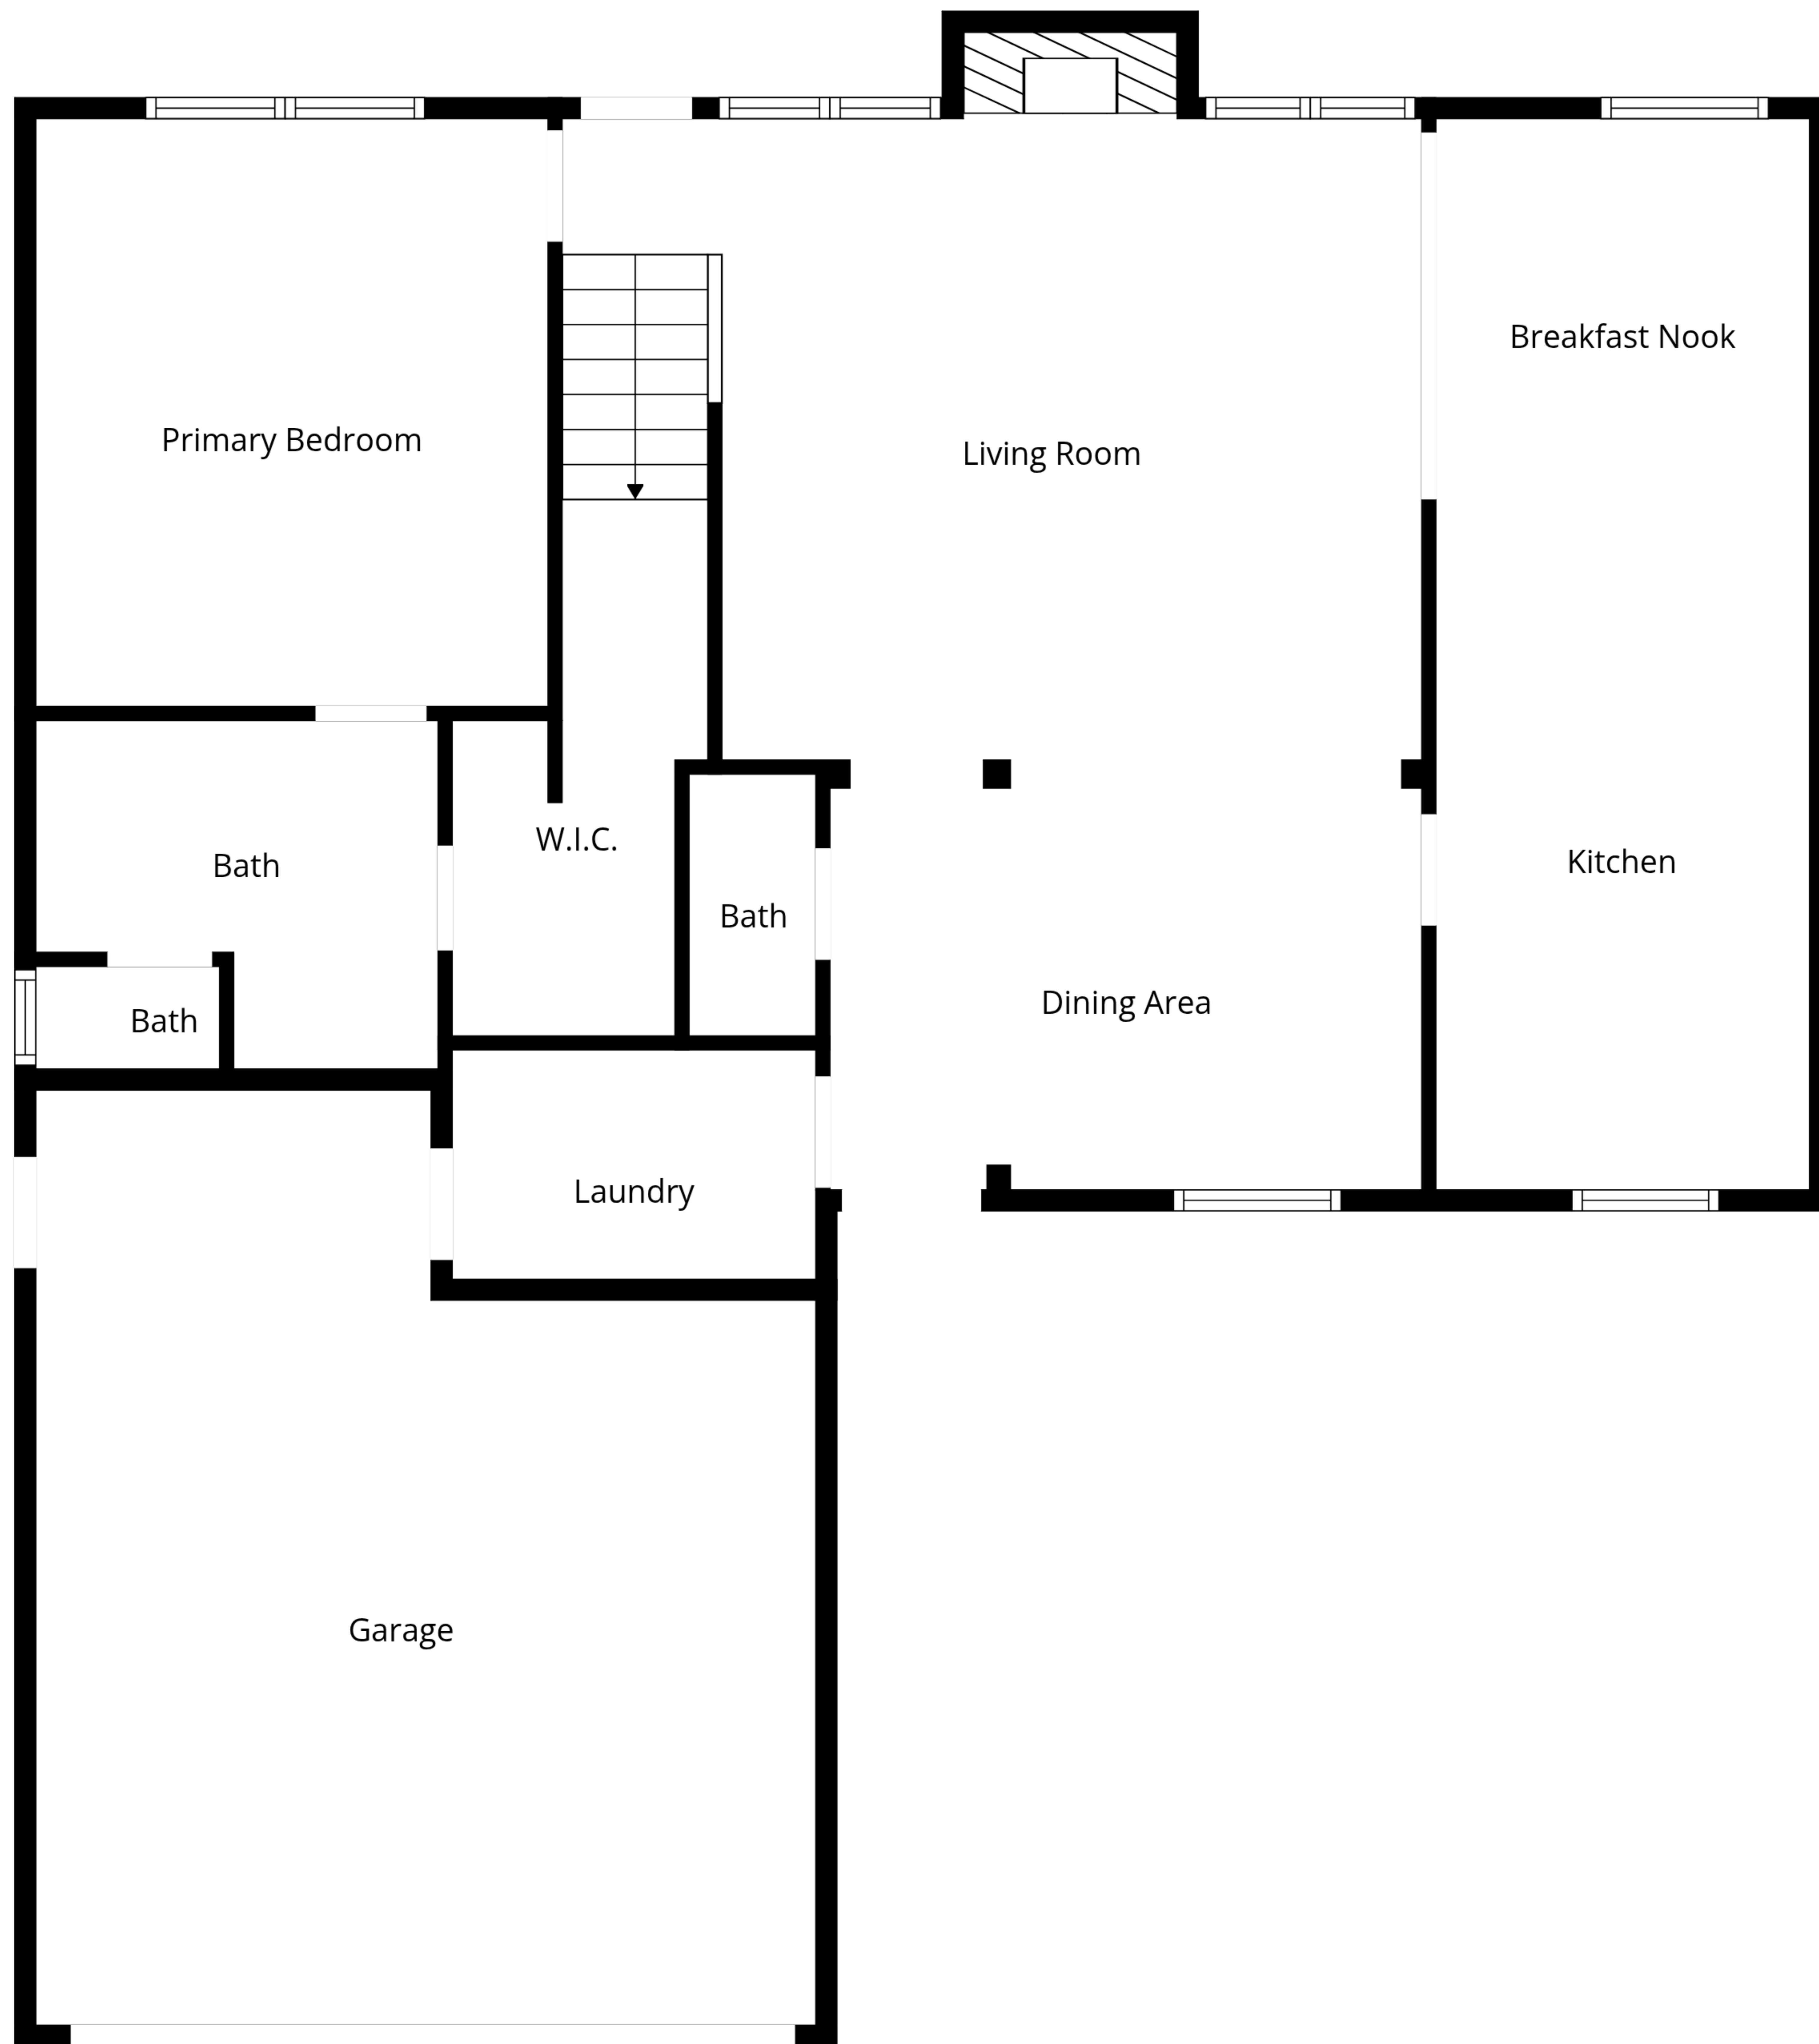 Breakfast Nook
Primary Bedroom
Living Room
W.I.C.
Bath
Kitchen
Bath
Dining Area
Bath
Laundry
Garage